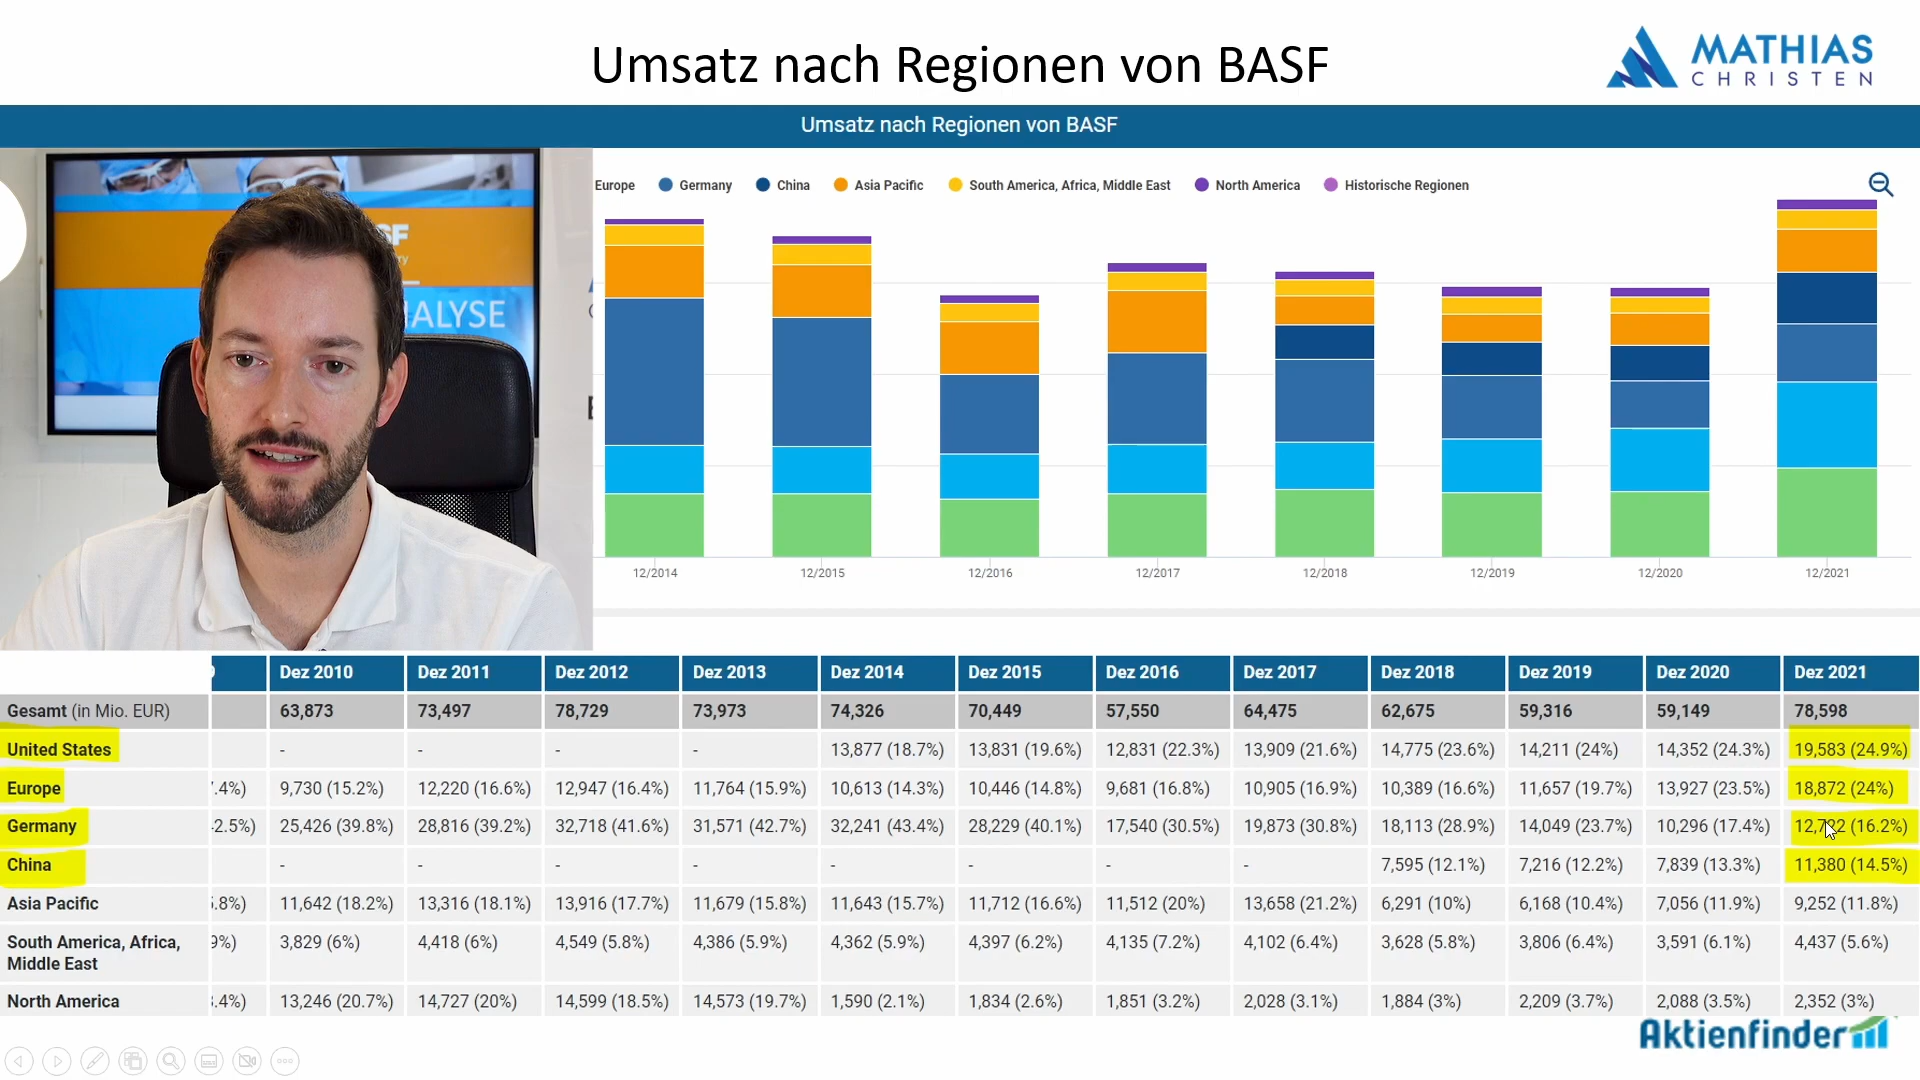 Umsatz nach Regionen von BASF
MATHIAS
CHRISTEN
Umsatz nach Regionen von BASF
Europe Germany China Asia Pacific South America, Africa, Middle East North America Historische Regionen
SF
ALYSE
12/2014 12/2015 12/2016 12/2017 12/2018 12/2019 12/2020 12/2021
Dez 2010 Dez 2011 Dez 2012 Dez 2013 Dez 2014 Dez 2015 Dez 2016 Dez 2017 Dez 2018 Dez 2019 Dez 2020 Dez 2021
Gesamt (in Mio. EUR) 63,873 73,497 78,729 73,973 74,326 70,449 57,550 64,475 62,675 59,316 59,149 78,598
United States - - - - 13,877 (18.7%) 13,831 (19.6%) 12,831 (22.3%) 13,909 (21.6%) 14,775 (23.6%) 14,211 (24%) 14,352 (24.3%) 19,583 (24.9%)
Europe .4%) 9,730 (15.2%) 12,220 (16.6%) 12,947 (16.4%) 11,764 (15.9%) 10,613 (14.3%) 10,446 (14.8%) 9,681 (16.8%) 10,905 (16.9%) 10,389 (16.6%) 11,657 (19.7%) 13,927 (23.5%) 18,872 (24%)
Germany 2.5%) 25,426 (39.8%) 28,816 (39.2%) 32,718 (41.6%) 31,571 (42.7%) 32,241 (43.4%) 28,229 (40.1%) 17,540 (30.5%) 19,873 (30.8%) 18,113 (28.9%) 14,049 (23.7%) 10,296 (17.4%) (16.2%)
China - - - - - - - - 7,595 (12.1%) 7,216 (12.2%) 7,839 (13.3%) 11,380 (14.5%)
Asia Pacific .8%) 11,642 (18.2%) 13,316 (18.1%) 13,916 (17.7%) 11,679 (15.8%) 11,643 (15.7%) 11,712 (16.6%) 11,512 (20%) 13,658 (21.2%) 6,291 (10%) 6,168 (10.4%) 7,056 (11.9%) 9,252 (11.8%)
South America, Africa, 9%) 3,829 (6%) 4,418 (6%) 4,549 (5.8%) 4,386 (5.9%) 4,362 (5.9%) 4,397 (6.2%) 4,135 (7.2%) 4,102 (6.4%) 3,628 (5.8%) 3,806 (6.4%) 3,591 (6.1%) 4,437 (5.6%)
Middle East
North America .4%) 13,246 (20.7%) 14,727 (20%) 14,599 (18.5%) 14,573 (19.7%) 1,590 (2.1%) 1,834 (2.6%) 1,851 (3.2%) 2,028 (3.1%) 1,884 (3%) 2,209 (3.7%) 2,088 (3.5%) 2,352 (3%)
Aktienfinder